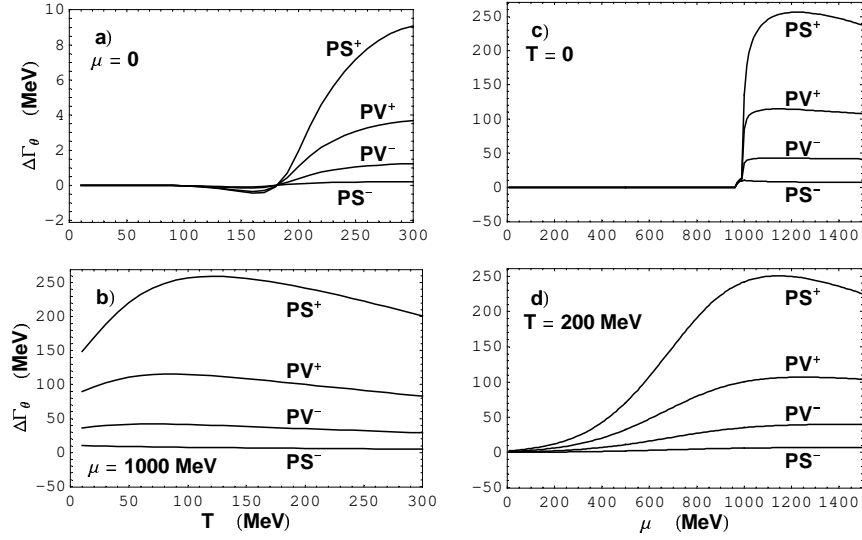 a)
μ = 0
PS⁺
PV⁺
PV⁻
PS⁻
ΔΓ_θ (MeV)
10
8
6
4
2
0
−2
0 50 100 150 200 250 300
c)
T = 0
PS⁺
PV⁺
PV⁻
PS⁻
250
200
150
100
50
0
−50
0 200 400 600 800 1000 1200 1400
b)
PS⁺
PV⁺
PV⁻
PS⁻
μ = 1000 MeV
ΔΓ_θ (MeV)
250
200
150
100
50
0
−50
0 50 100 150 200 250 300
T (MeV)
d)
T = 200 MeV
PS⁺
PV⁺
PV⁻
PS⁻
250
200
150
100
50
0
−50
0 200 400 600 800 1000 1200 1400
μ (MeV)